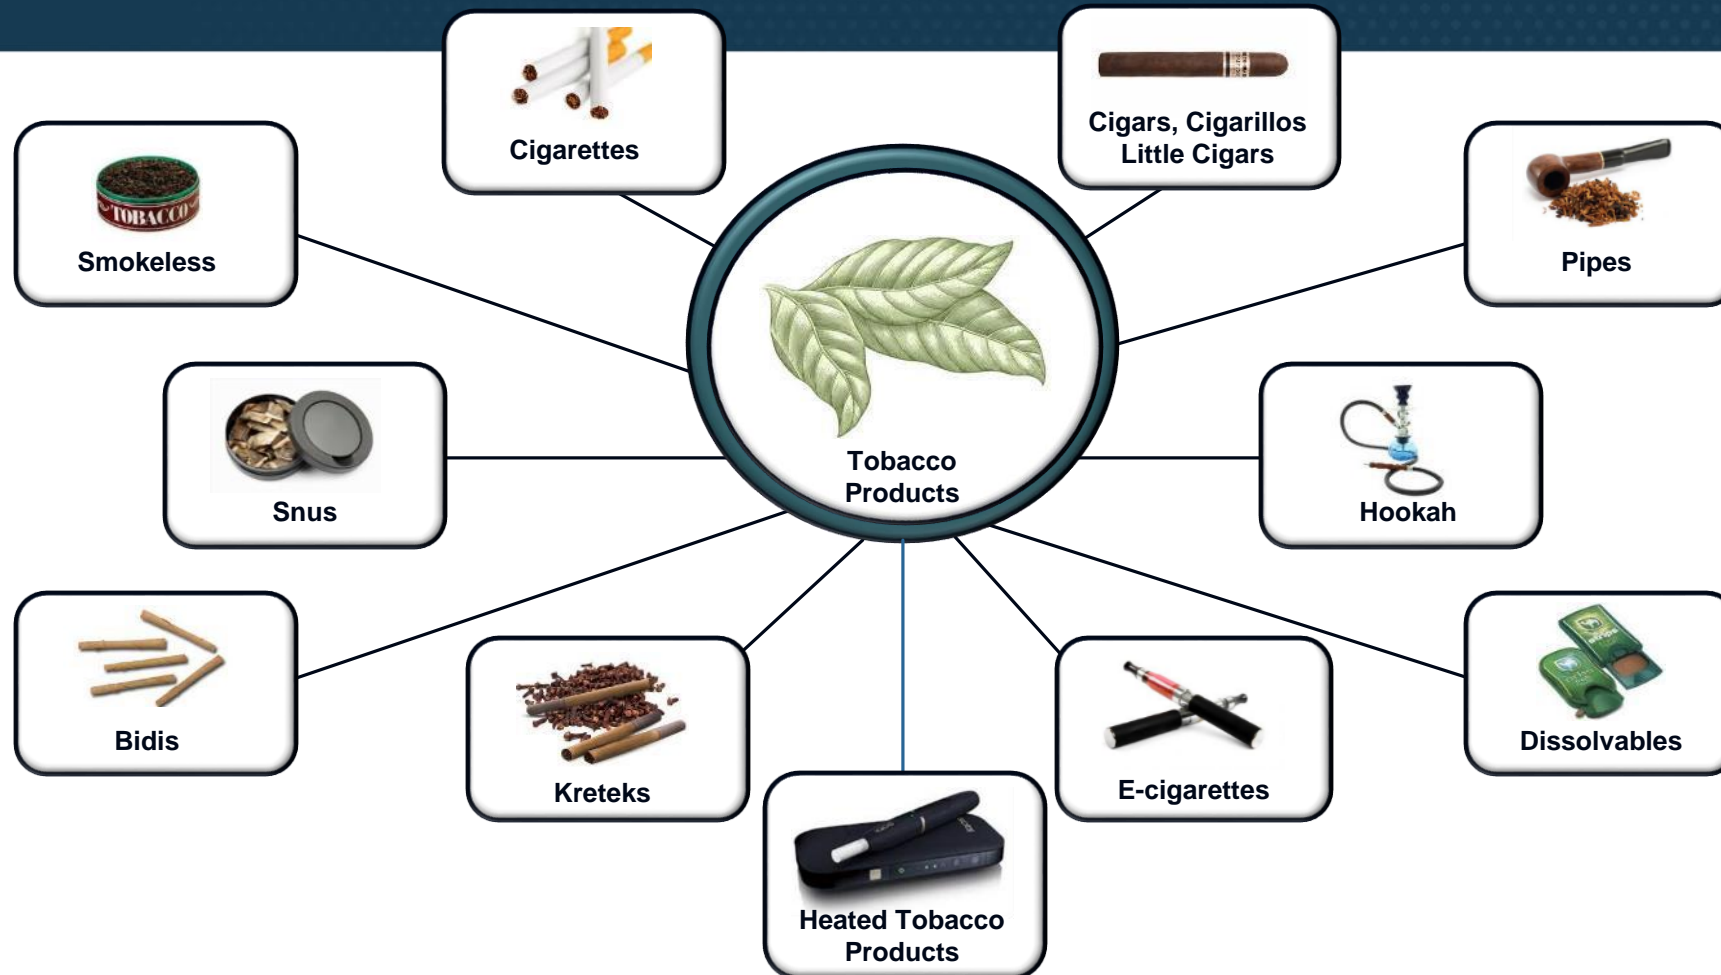 Cigarettes
Cigars, Cigarillos
Little Cigars
TOBACCO
Smokeless
Pipes
Tobacco
Products
Snus
Hookah
Bidis
Kreteks
E-cigarettes
strips
Dissolvables
Heated Tobacco
Products